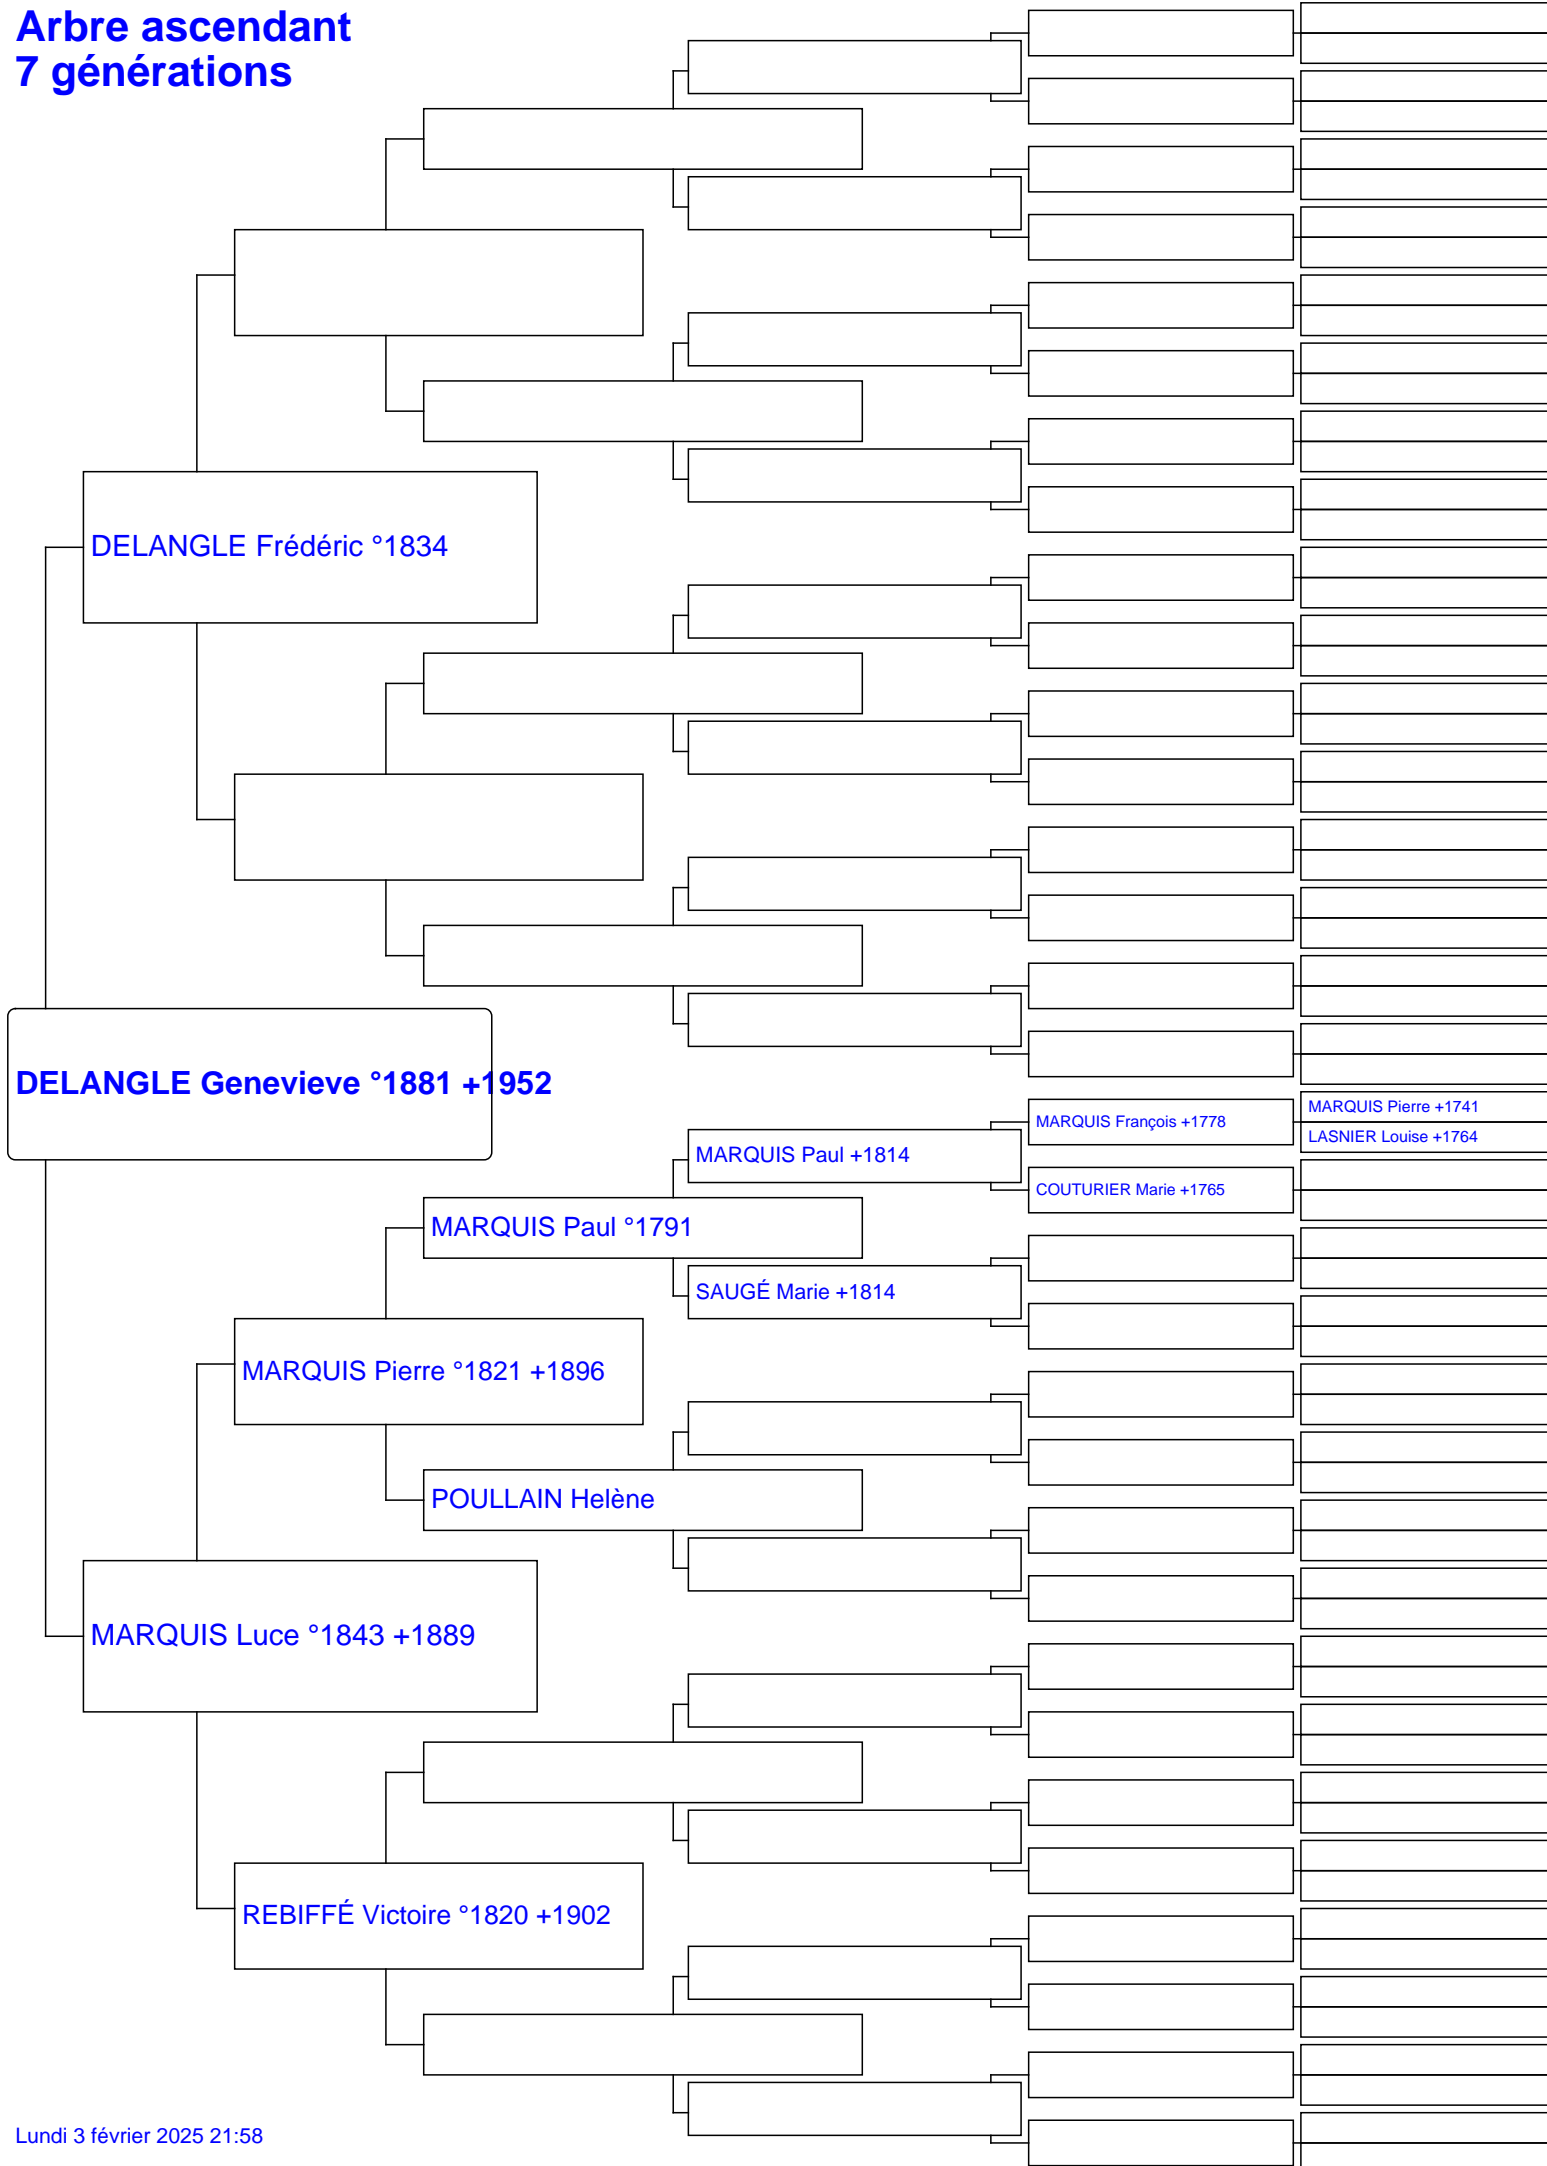 Arbre ascendant
7 générations
DELANGLE Frédéric °1834
DELANGLE Genevieve °1881 +1952
MARQUIS Pierre +1741
MARQUIS François +1778
LASNIER Louise +1764
MARQUIS Paul +1814
COUTURIER Marie +1765
MARQUIS Paul °1791
SAUGÉ Marie +1814
MARQUIS Pierre °1821 +1896
POULLAIN Helène
MARQUIS Luce °1843 +1889
REBIFFÉ Victoire °1820 +1902
Lundi 3 février 2025 21:58